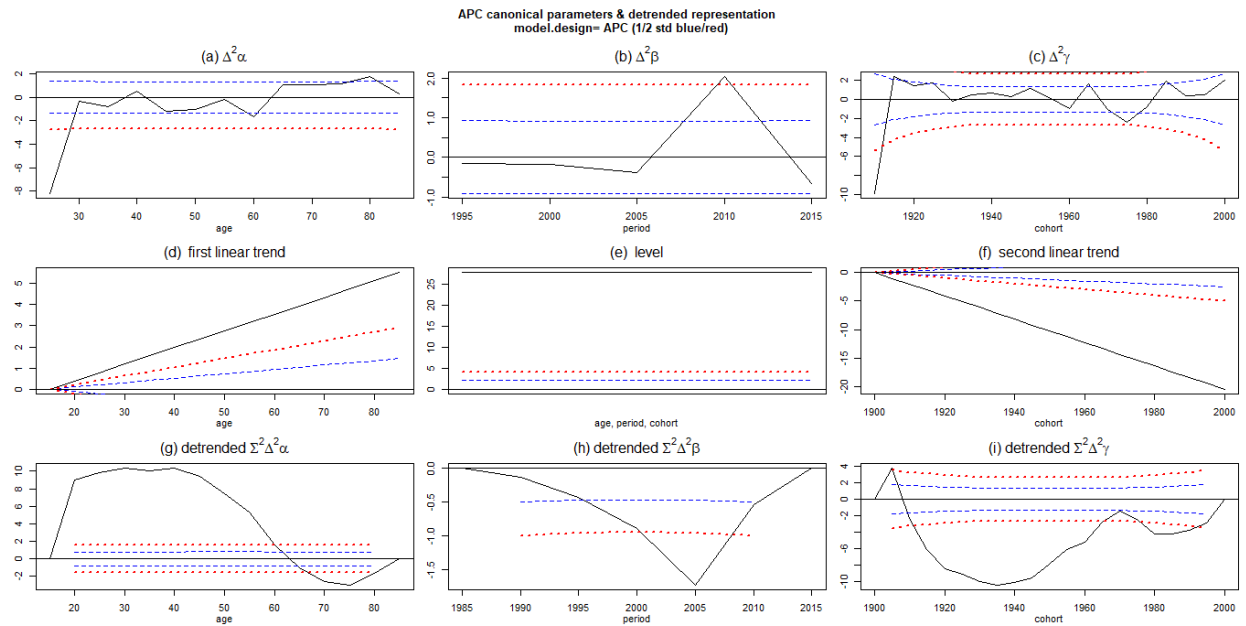 APC canonical parameters & detrended representation
model.design= APC (1/2 std blue/red)
(a) Δ²α
2
0
-2
-4
-6
-8
30 40 50 60 70 80
age
(b) Δ²β
2.0
1.0
0.0
-1.0
1995 2000 2005 2010 2015
period
(c) Δ²γ
2
0
-2
-6
-10
1920 1940 1960 1980 2000
cohort
(d) first linear trend
5
4
3
2
1
0
20 30 40 50 60 70 80
age
(e) level
25
20
15
10
5
0
age, period, cohort
(f) second linear trend
0
-5
-10
-15
-20
1900 1920 1940 1960 1980 2000
cohort
(g) detrended Σ²Δ²α
10
8
6
4
2
0
-2
20 30 40 50 60 70 80
age
(h) detrended Σ²Δ²β
0.0
-0.5
-1.0
-1.5
1985 1990 1995 2000 2005 2010 2015
period
(i) detrended Σ²Δ²γ
4
2
0
-2
-6
-10
1900 1920 1940 1960 1980 2000
cohort